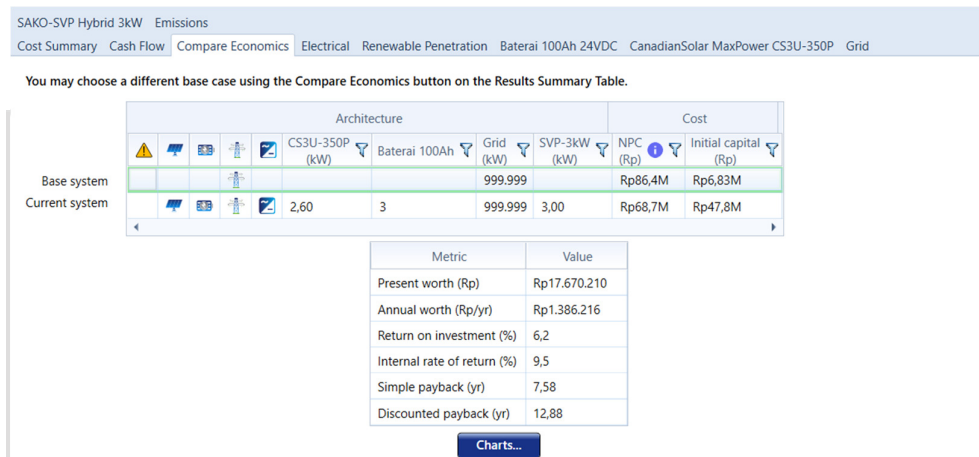 SAKO-SVP Hybrid 3kW Emissions
Cost Summary Cash Flow Compare Economics Electrical Renewable Penetration Baterai 100Ah 24VDC CanadianSolar MaxPower CS3U-350P Grid
You may choose a different base case using the Compare Economics button on the Results Summary Table.
Architecture Cost
CS3U-350P (kW) Baterai 100Ah Grid (kW) SVP-3kW (kW) NPC (Rp) Initial capital (Rp)
Base system 999.999 Rp86,4M Rp6,83M
Current system 2,60 3 999.999 3,00 Rp68,7M Rp47,8M
Metric Value
Present worth (Rp) Rp17.670.210
Annual worth (Rp/yr) Rp1.386.216
Return on investment (%) 6,2
Internal rate of return (%) 9,5
Simple payback (yr) 7,58
Discounted payback (yr) 12,88
Charts...